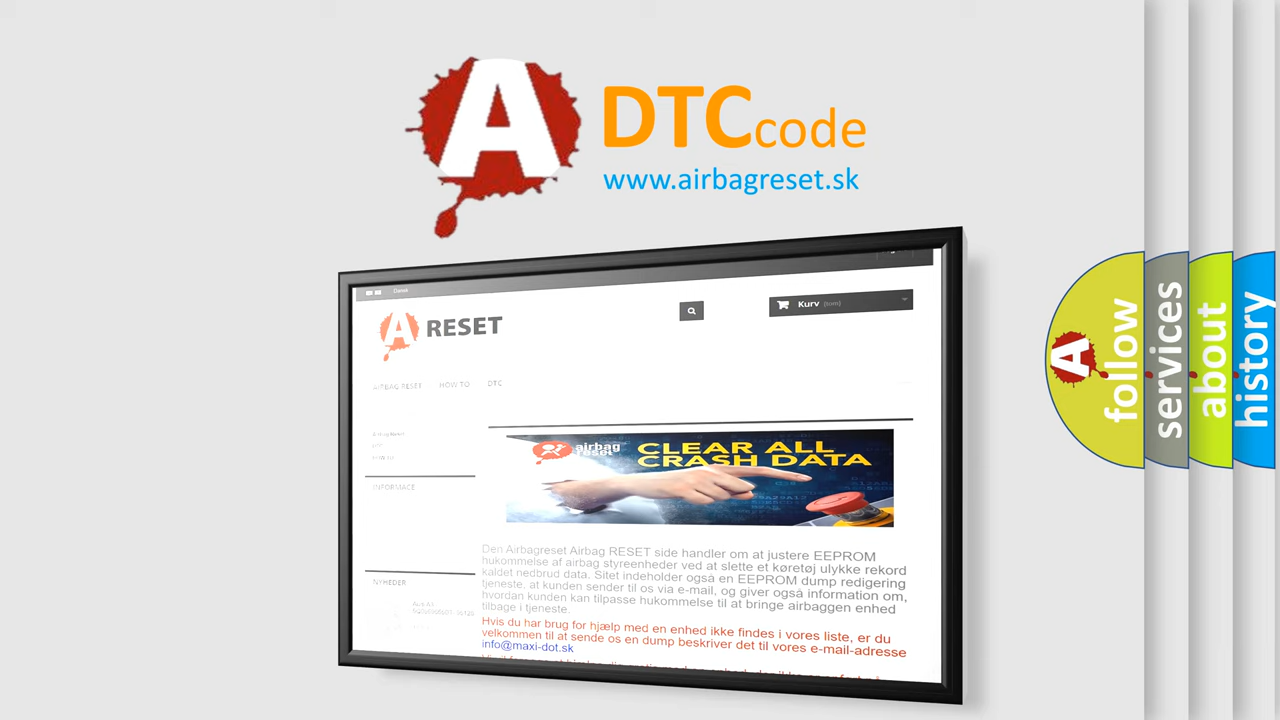 A
DTCcode
www.airbagreset.sk
Dansk
A RESET
Kurv (tom)
AIRBAG RESET HOW TO DTC
INFORMACE
NYHEDER
airbag
reset
CLEAR ALL
CRASH DATA
Den Airbagreset Airbag RESET side handler om at justere EEPROM
hukommelse af airbag styreenheder ved at slette et køretøj ulykke rekord
kaldet nedbrud data. Sitet indeholder også en EEPROM dump redigering
tjeneste, at kunden sender til os via e-mail, og giver også information om,
hvordan kunden kan tilpasse hukommelse til at bringe airbaggen enhed
tilbage i tjeneste.
Hvis du har brug for hjælp med en enhed ikke findes i vores liste, er du
velkommen til at sende os en dump beskriver det til vores e-mail-adresse
info@maxi-dot.sk
A
follow
services
about
history